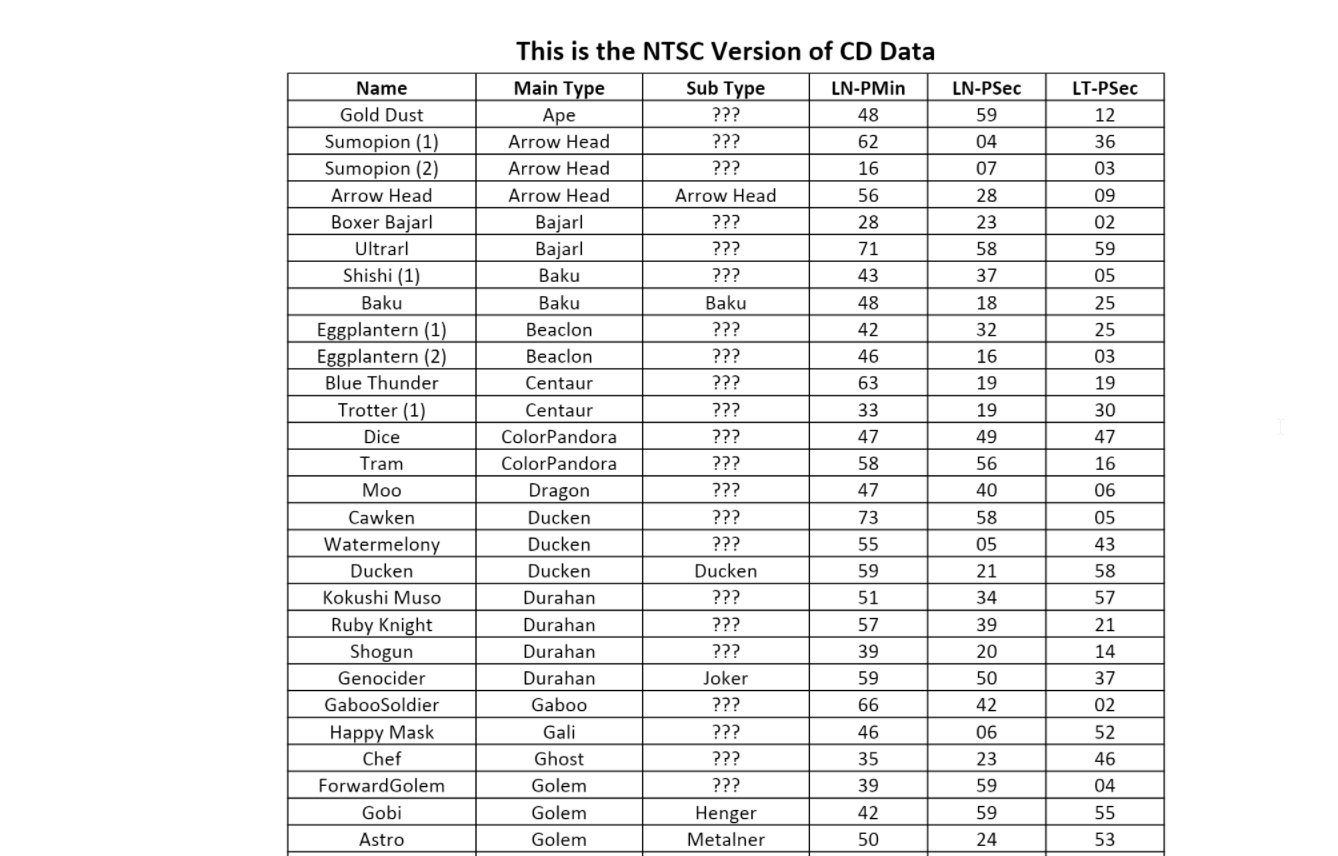 This is the NTSC Version of CD Data
Name Main Type Sub Type LN-PMin LN-PSec LT-PSec
Gold Dust Ape ??? 48 59 12
Sumopion (1) Arrow Head ??? 62 04 36
Sumopion (2) Arrow Head ??? 16 07 03
Arrow Head Arrow Head Arrow Head 56 28 09
Boxer Bajarl Bajarl ??? 28 23 02
Ultrarl Bajarl ??? 71 58 59
Shishi (1) Baku ??? 43 37 05
Baku Baku Baku 48 18 25
Eggplantern (1) Beaclon ??? 42 32 25
Eggplantern (2) Beaclon ??? 46 16 03
Blue Thunder Centaur ??? 63 19 19
Trotter (1) Centaur ??? 33 19 30
Dice ColorPandora ??? 47 49 47
Tram ColorPandora ??? 58 56 16
Moo Dragon ??? 47 40 06
Cawken Ducken ??? 73 58 05
Watermelony Ducken ??? 55 05 43
Ducken Ducken Ducken 59 21 58
Kokushi Muso Durahan ??? 51 34 57
Ruby Knight Durahan ??? 57 39 21
Shogun Durahan ??? 39 20 14
Genocider Durahan Joker 59 50 37
GabooSoldier Gaboo ??? 66 42 02
Happy Mask Gali ??? 46 06 52
Chef Ghost ??? 35 23 46
ForwardGolem Golem ??? 39 59 04
Gobi Golem Henger 42 59 55
Astro Golem Metalner 50 24 53